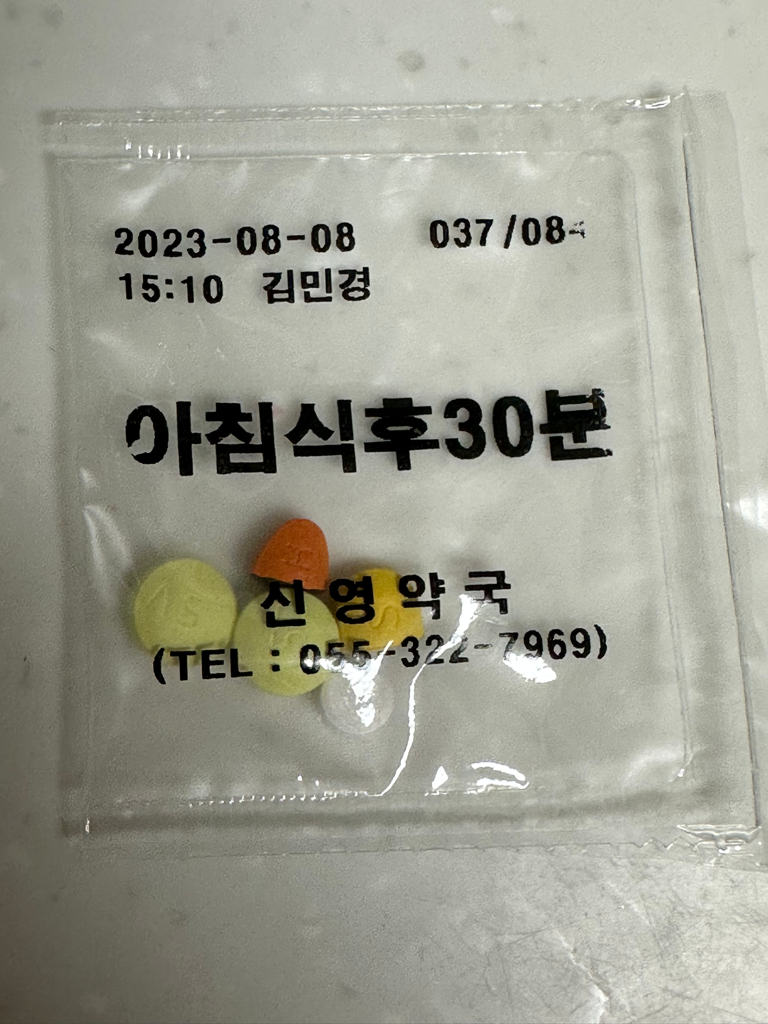 2023-08-08 037/084
15:10 김민경
아침식후30분
신영약국
(TEL : 055-322-7969)